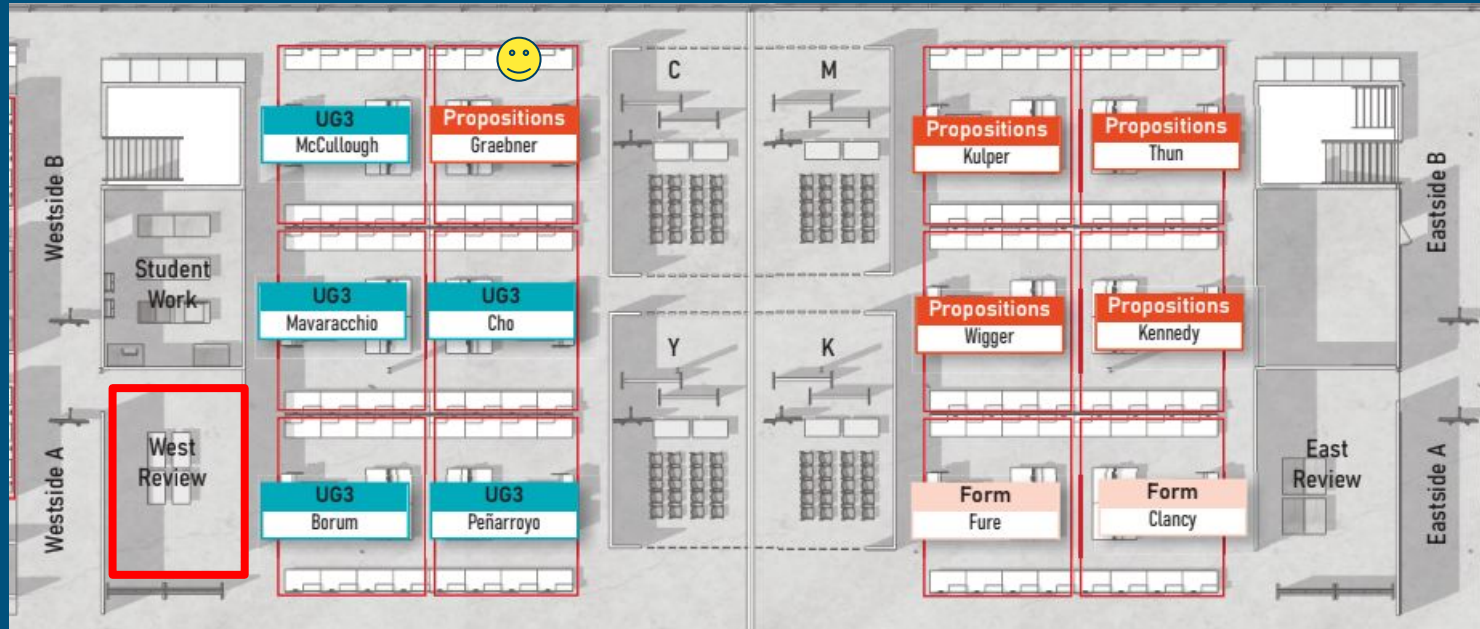 Westside B
Westside A
Student
Work
West
Review
UG3
McCullough
Propositions
Graebner
UG3
Mavaracchio
UG3
Cho
UG3
Borum
UG3
Peñarroyo
C
M
Y
K
Propositions
Kulper
Propositions
Thun
Propositions
Wigger
Propositions
Kennedy
Form
Fure
Form
Clancy
East
Review
Eastside B
Eastside A